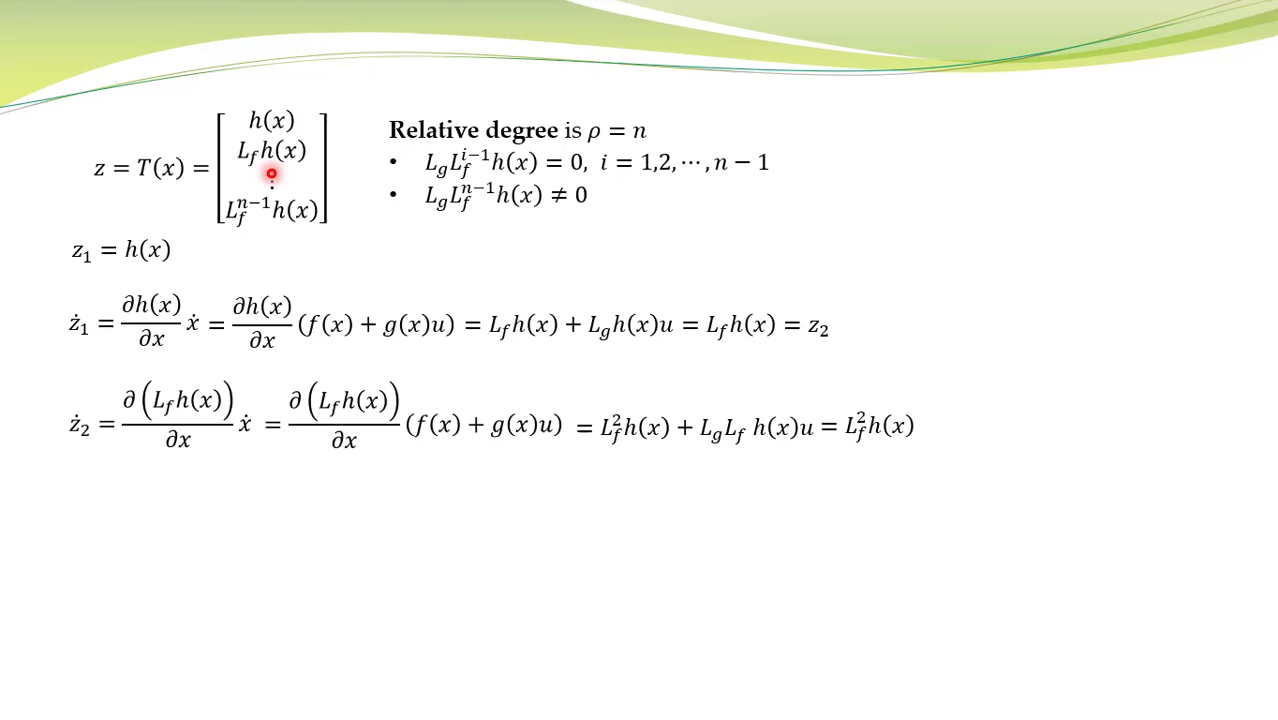 z = T(x) = [ h(x) L_f h(x) ⋮ L_f^{n−1} h(x) ]
Relative degree is ρ = n
• L_g L_f^{i−1} h(x) = 0, i = 1,2, ⋯ , n − 1
• L_g L_f^{n−1} h(x) ≠ 0
z_1 = h(x)
ż_1 = ∂h(x)/∂x ẋ = ∂h(x)/∂x (f(x) + g(x)u) = L_f h(x) + L_g h(x)u = L_f h(x) = z_2
ż_2 = ∂(L_f h(x))/∂x ẋ = ∂(L_f h(x))/∂x (f(x) + g(x)u) = L_f^2 h(x) + L_g L_f h(x)u = L_f^2 h(x)